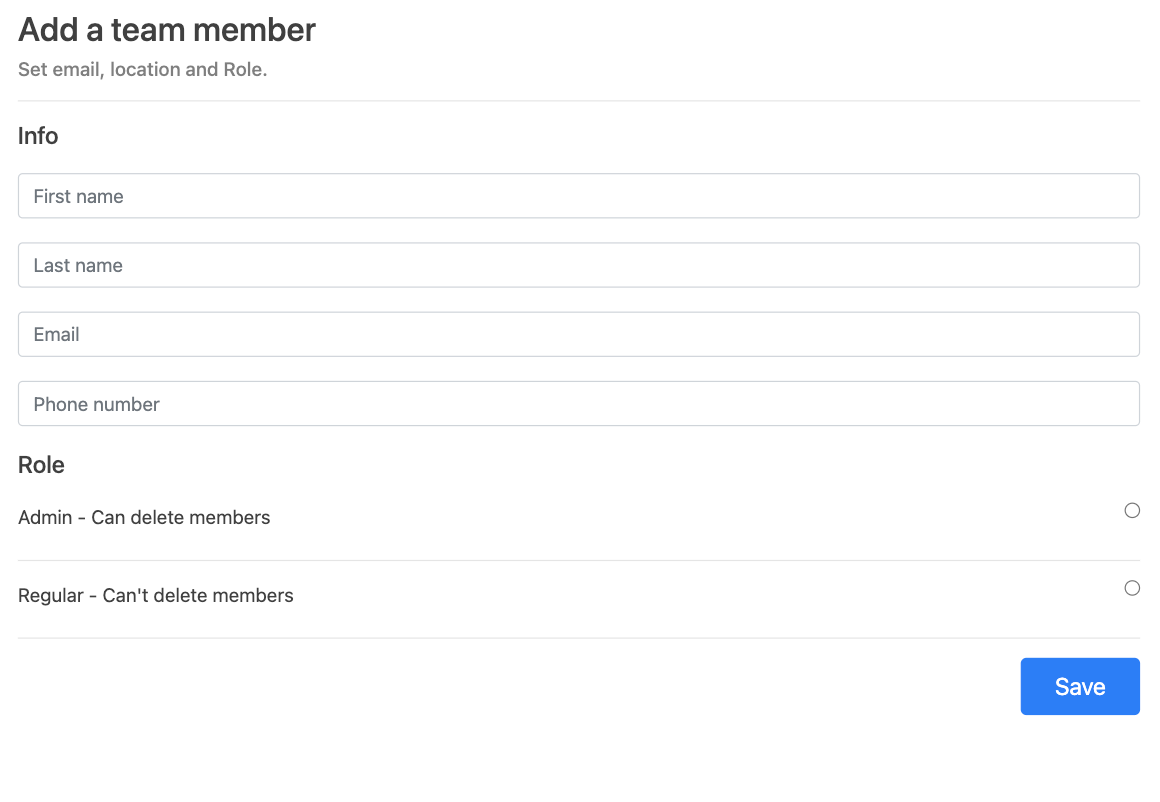 Add a team member
Set email, location and Role.
Info
First name
Last name
Email
Phone number
Role
Admin - Can delete members
Regular - Can't delete members
Save